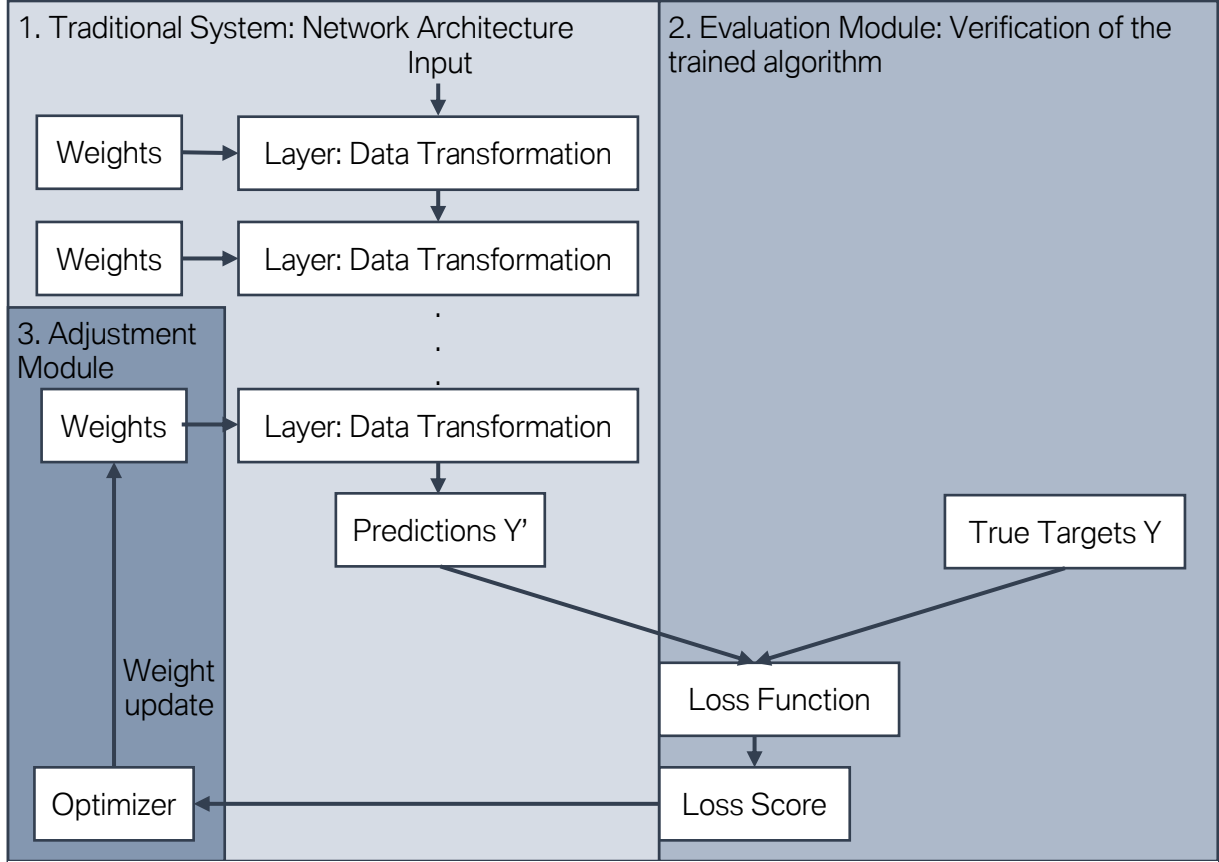 1. Traditional System: Network Architecture
Input
2. Evaluation Module: Verification of the
trained algorithm
Weights
Layer: Data Transformation
Weights
Layer: Data Transformation
.
.
.
3. Adjustment
Module
Weights
Layer: Data Transformation
Predictions Y’
True Targets Y
Weight
update
Loss Function
Optimizer
Loss Score